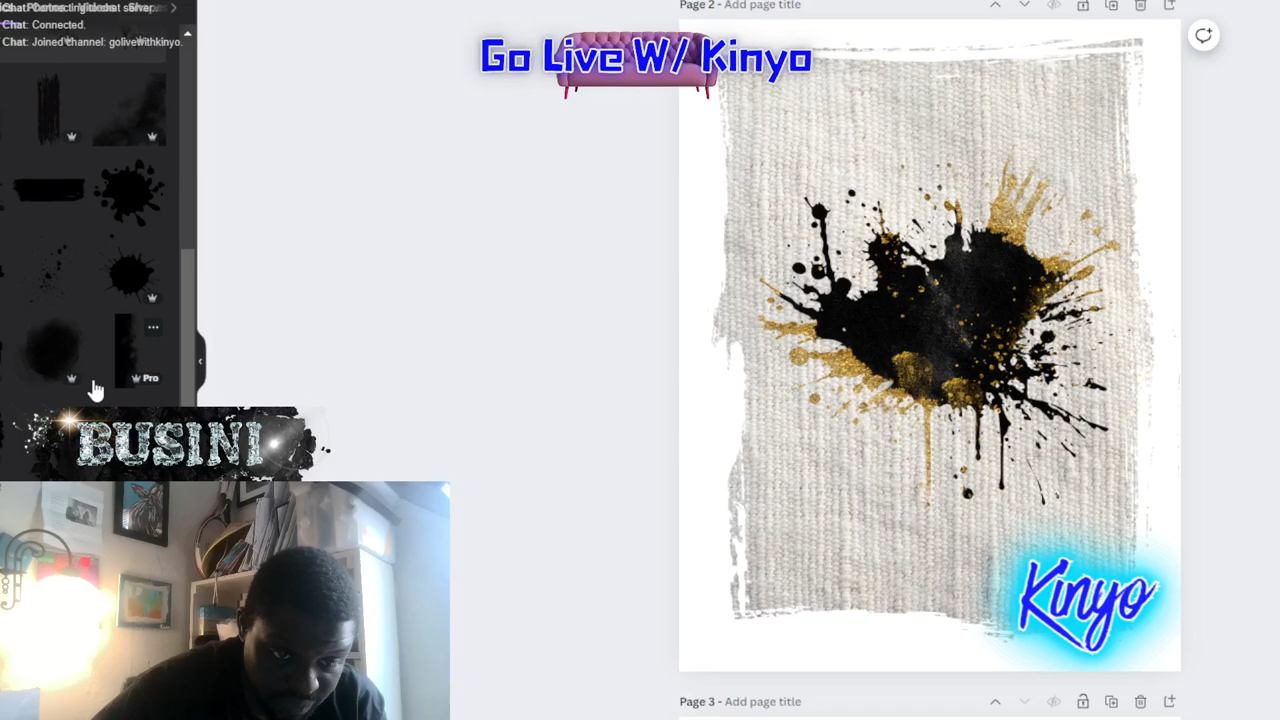 Chat: Connected.
Chat: Joined channel: golivewithkinyo.
Page 2 - Add page title
Go Live W/ Kinyo
Pro
BUSINI
Kinyo
Page 3 - Add page title